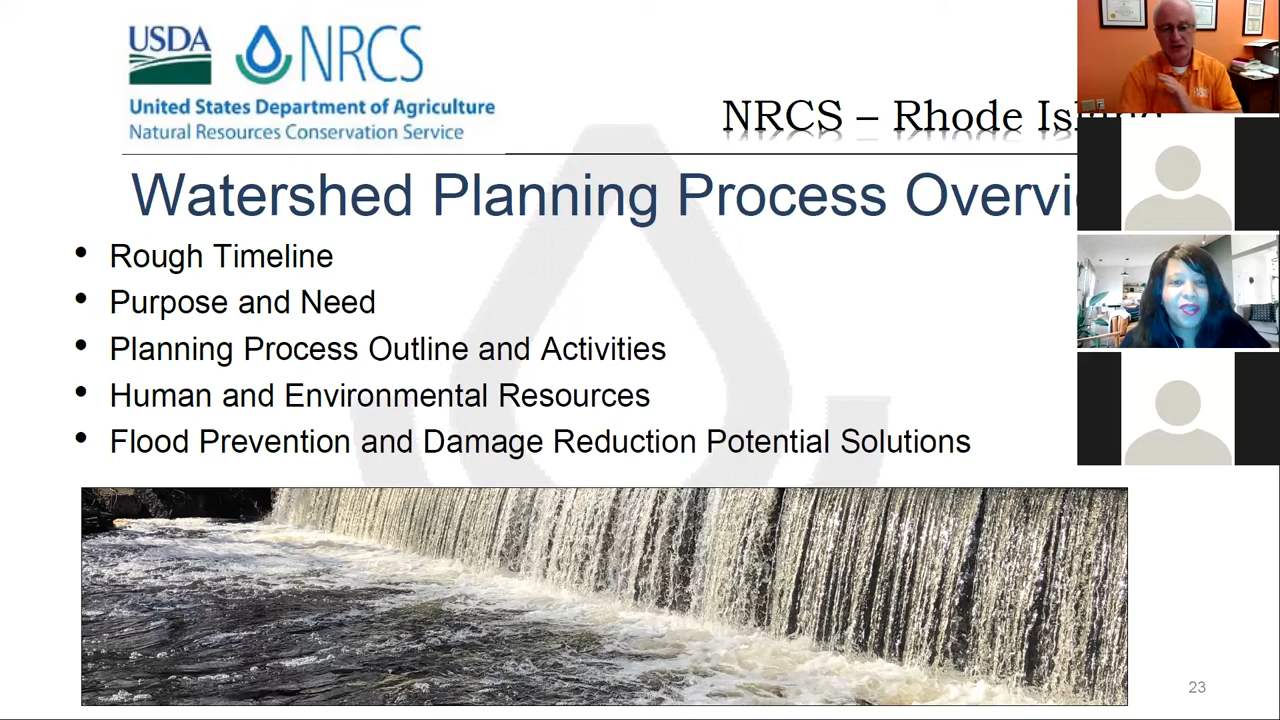 USDA NRCS
United States Department of Agriculture
Natural Resources Conservation Service
NRCS – Rhode
Watershed Planning Process
• Rough Timeline
• Purpose and Need
• Planning Process Outline and Activities
• Human and Environmental Resources
• Flood Prevention and Damage Reduction Potential Solutions
23